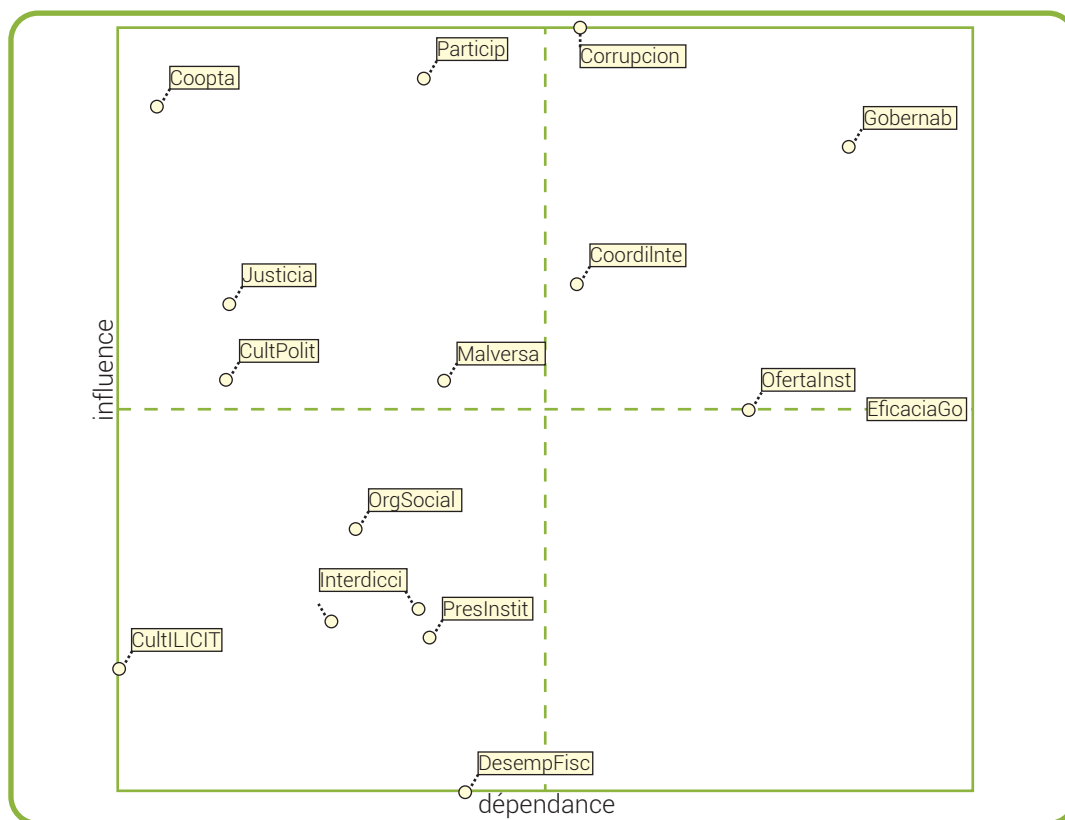 Particip
Corrupcion
Coopta
Gobernab
CoordiInte
Justicia
CultPolit
Malversa
OfertaInst
influence
EficaciaGo
OrgSocial
Interdicci
PresInstit
CultILICIT
DesempFisc
dépendance